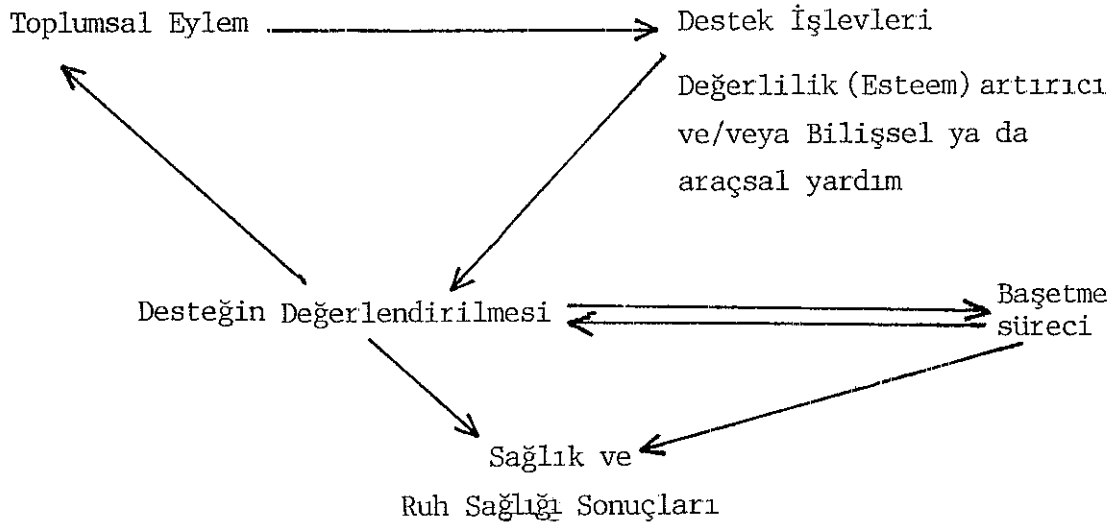 Toplumsal Eylem
Destek İşlevleri
Değerlilik (Esteem) artırıcı
ve/veya Bilişsel ya da
araçsal yardım
Desteğin Değerlendirilmesi
Başetme
süreci
Sağlık ve
Ruh Sağlığı Sonuçları